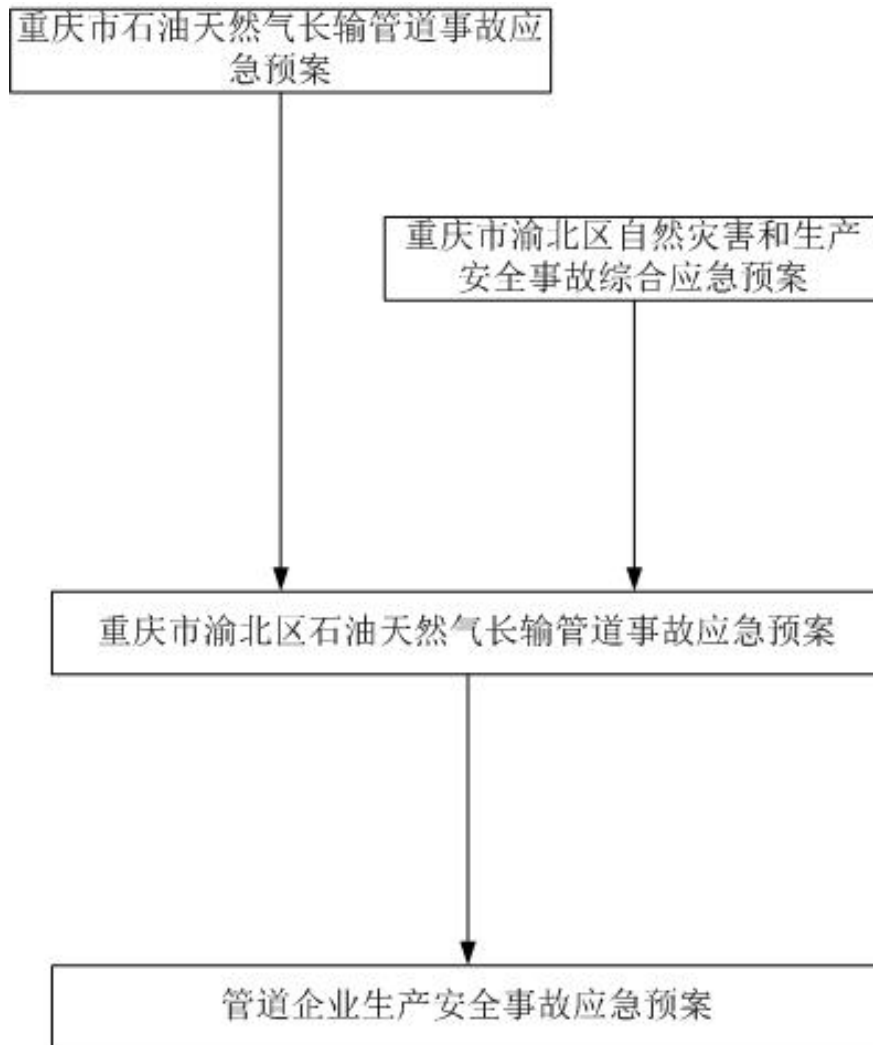 重庆市石油天然气长输管道事故应
急预案
重庆市渝北区自然灾害和生产
安全事故综合应急预案
重庆市渝北区石油天然气长输管道事故应急预案
管道企业生产安全事故应急预案